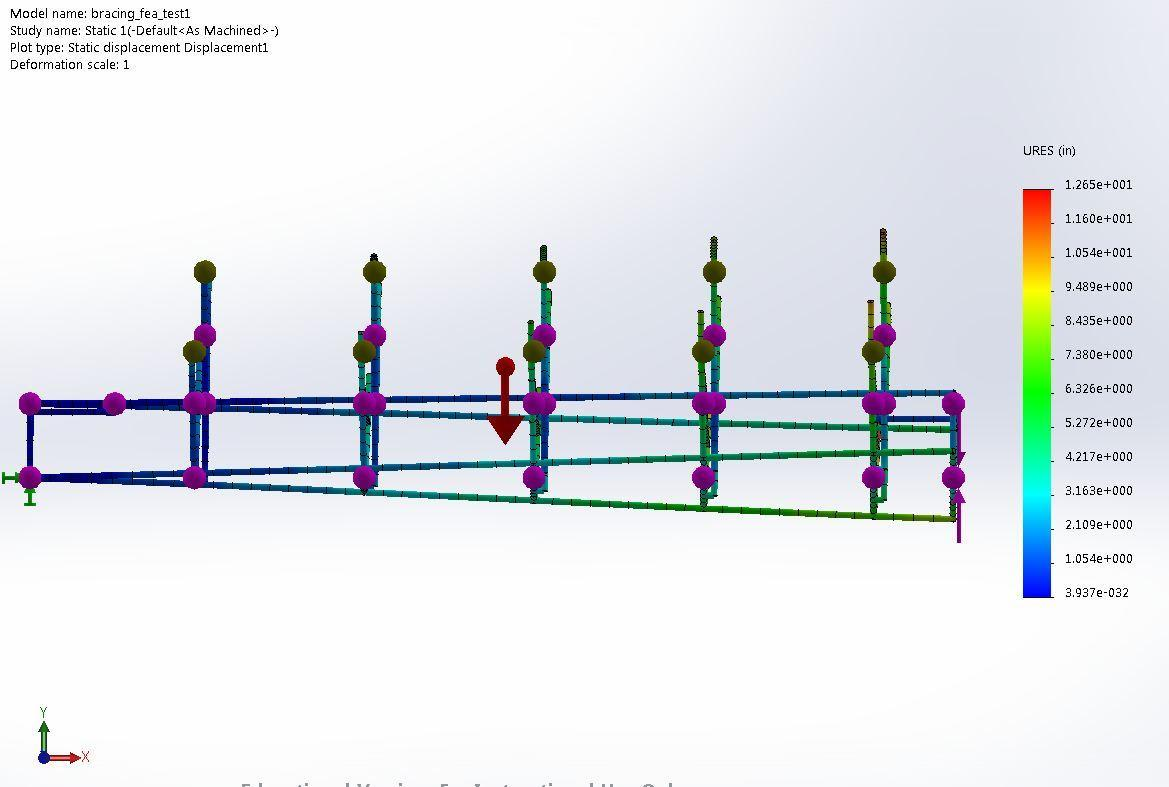 Model name: bracing_fea_test1
Study name: Static 1(-Default<As Machined>-)
Plot type: Static displacement Displacement1
Deformation scale: 1
URES (in)
1.265e+001
1.160e+001
1.054e+001
9.489e+000
8.435e+000
7.380e+000
6.326e+000
5.272e+000
4.217e+000
3.163e+000
2.109e+000
1.054e+000
3.937e-032
Y
X